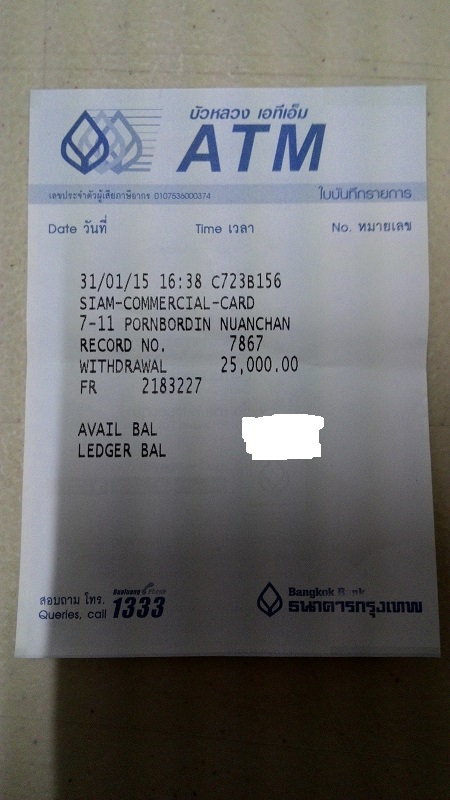 บัวหลวง เอทีเอ็ม
ATM
เลขประจำตัวผู้เสียภาษีอากร 0107536000374 ใบบันทึกรายการ
Date วันที่ Time เวลา No. หมายเลข
31/01/15 16:38 C723B156
SIAM-COMMERCIAL-CARD
7-11 PORNBORDIN NUANCHAN
RECORD NO. 7867
WITHDRAWAL 25,000.00
FR 2183227
AVAIL BAL
LEDGER BAL
สอบถาม โทร. Bualuang Phone
Queries, call 1333
Bangkok Bank
ธนาคารกรุงเทพ